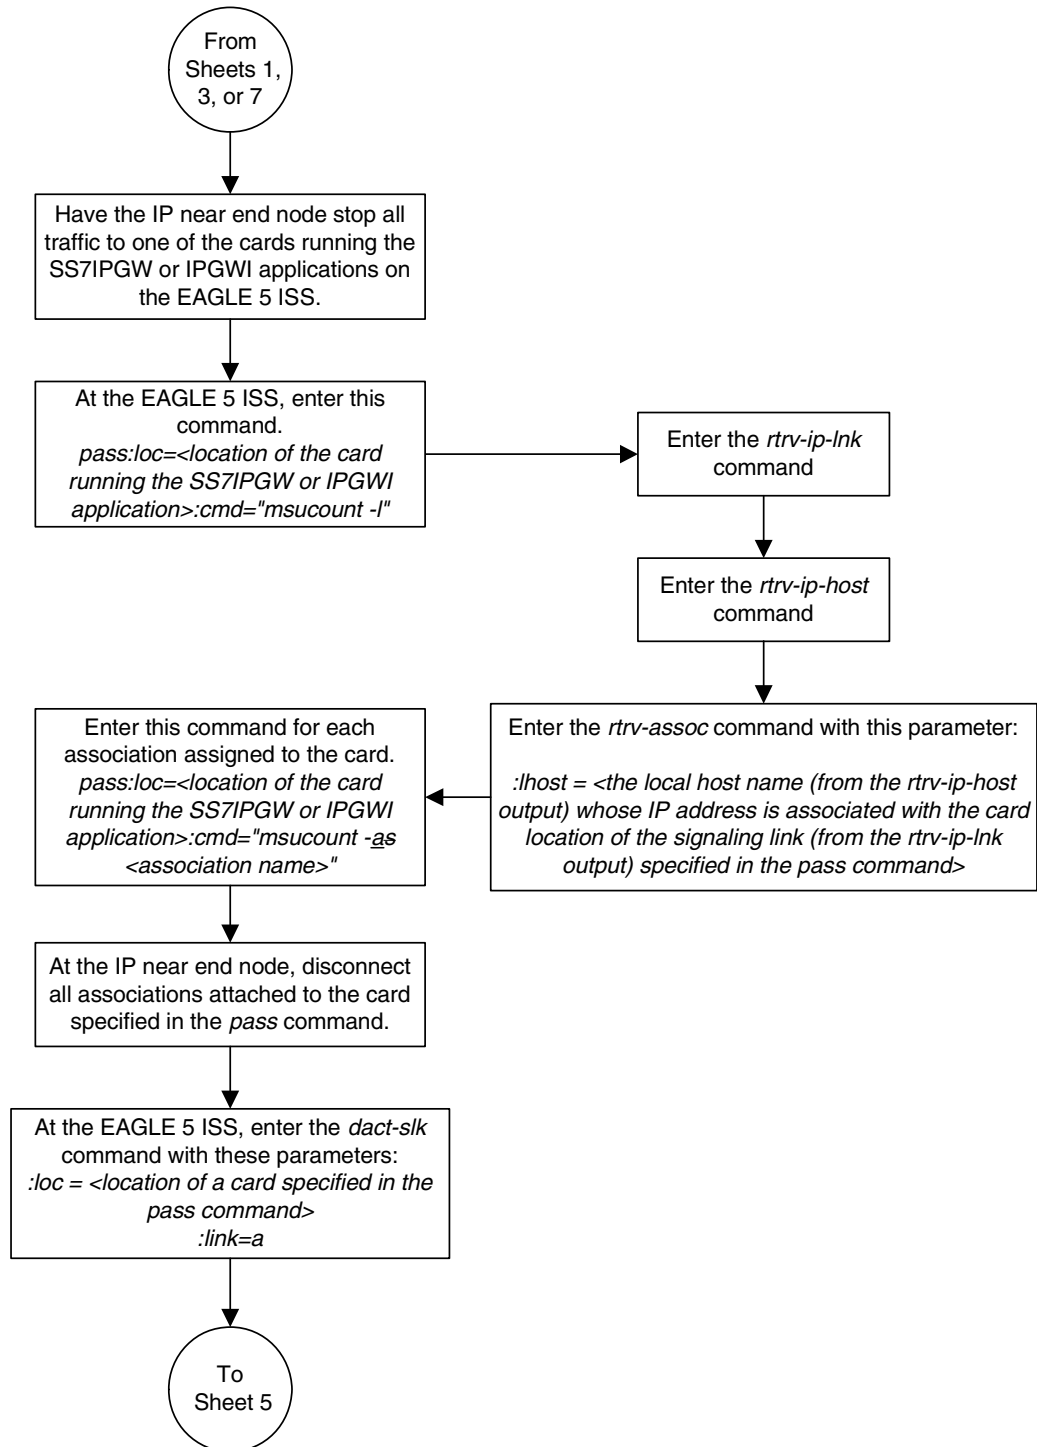 From
Sheets 1,
3, or 7
Have the IP near end node stop all
traffic to one of the cards running the
SS7IPGW or IPGWI applications on
the EAGLE 5 ISS.
At the EAGLE 5 ISS, enter this
command.
pass:loc=<location of the card
running the SS7IPGW or IPGWI
application>:cmd="msucount -l"
Enter the rtrv-ip-lnk
command
Enter the rtrv-ip-host
command
Enter the rtrv-assoc command with this parameter:
:lhost = <the local host name (from the rtrv-ip-host
output) whose IP address is associated with the card
location of the signaling link (from the rtrv-ip-lnk
output) specified in the pass command>
Enter this command for each
association assigned to the card.
pass:loc=<location of the card
running the SS7IPGW or IPGWI
application>:cmd="msucount -as
<association name>"
At the IP near end node, disconnect
all associations attached to the card
specified in the pass command.
At the EAGLE 5 ISS, enter the dact-slk
command with these parameters:
:loc = <location of a card specified in the
pass command>
:link=a
To
Sheet 5